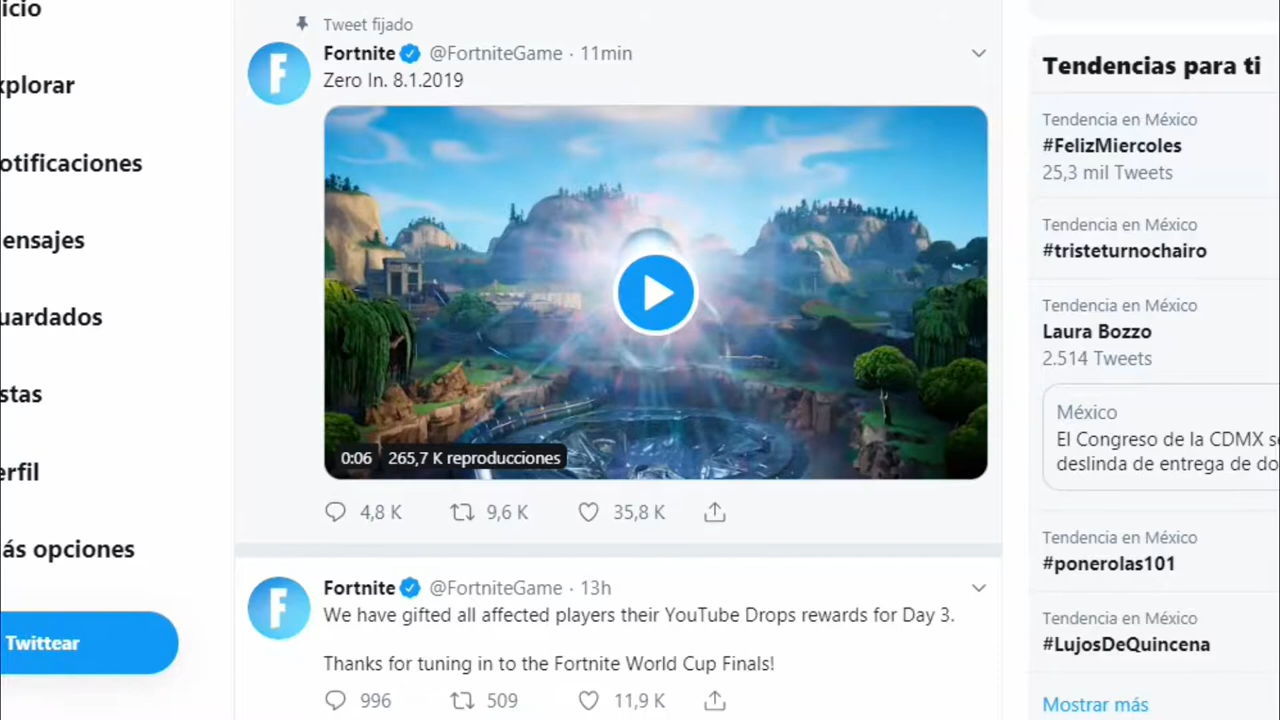 icio
xplorar
otificaciones
ensajes
uardados
stas
erfil
ás opciones
Twittear
Tweet fijado
Fortnite @FortniteGame · 11min
Zero In. 8.1.2019
0:06 265,7 K reproducciones
4,8 K 9,6 K 35,8 K
Fortnite @FortniteGame · 13h
We have gifted all affected players their YouTube Drops rewards for Day 3.
Thanks for tuning in to the Fortnite World Cup Finals!
996 509 11,9 K
Tendencias para ti
Tendencia en México
#FelizMiercoles
25,3 mil Tweets
Tendencia en México
#tristeturnochairo
Tendencia en México
Laura Bozzo
2.514 Tweets
México
El Congreso de la CDMX se
deslinda de entrega de do
Tendencia en México
#ponerolas101
Tendencia en México
#LujosDeQuincena
Mostrar más